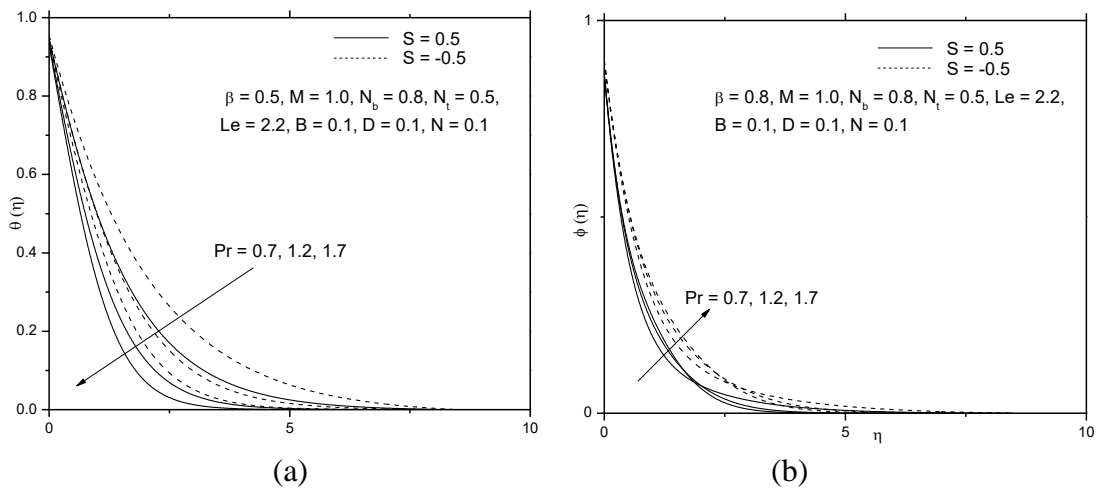 1.0
0.8
0.6
0.4
0.2
0.0
0
5
10
θ (η)
S = 0.5
S = -0.5
β = 0.5, M = 1.0, N_b = 0.8, N_t = 0.5,
Le = 2.2, B = 0.1, D = 0.1, N = 0.1
Pr = 0.7, 1.2, 1.7
(a)
1
0
0
5
10
ϕ (η)
η
S = 0.5
S = -0.5
β = 0.8, M = 1.0, N_b = 0.8, N_t = 0.5, Le = 2.2,
B = 0.1, D = 0.1, N = 0.1
Pr = 0.7, 1.2, 1.7
(b)